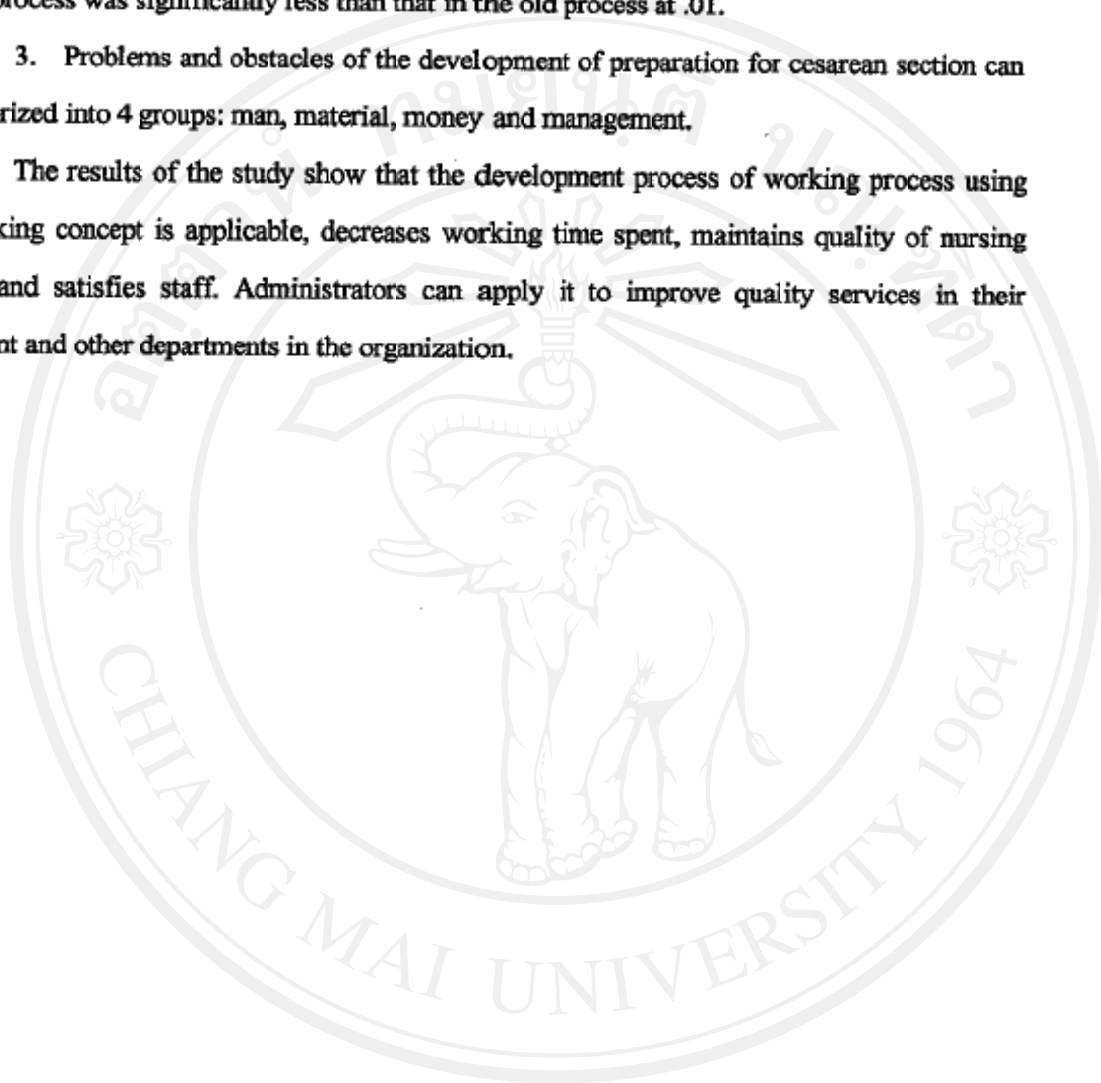 process was significantly less than that in the old process at .01.
3. Problems and obstacles of the development of preparation for cesarean section can
rized into 4 groups: man, material, money and management.
The results of the study show that the development process of working process using
king concept is applicable, decreases working time spent, maintains quality of nursing
and satisfies staff. Administrators can apply it to improve quality services in their
nt and other departments in the organization.
CHIANG MAI UNIVERSITY 1964